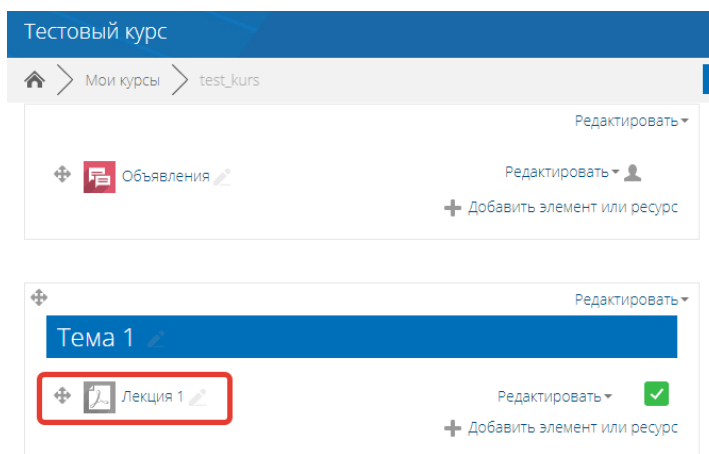 Тестовый курс
Мои курсы test_kurs
Редактировать
Объявления Редактировать
Добавить элемент или ресурс
Редактировать
Тема 1
Лекция 1 Редактировать
Добавить элемент или ресурс